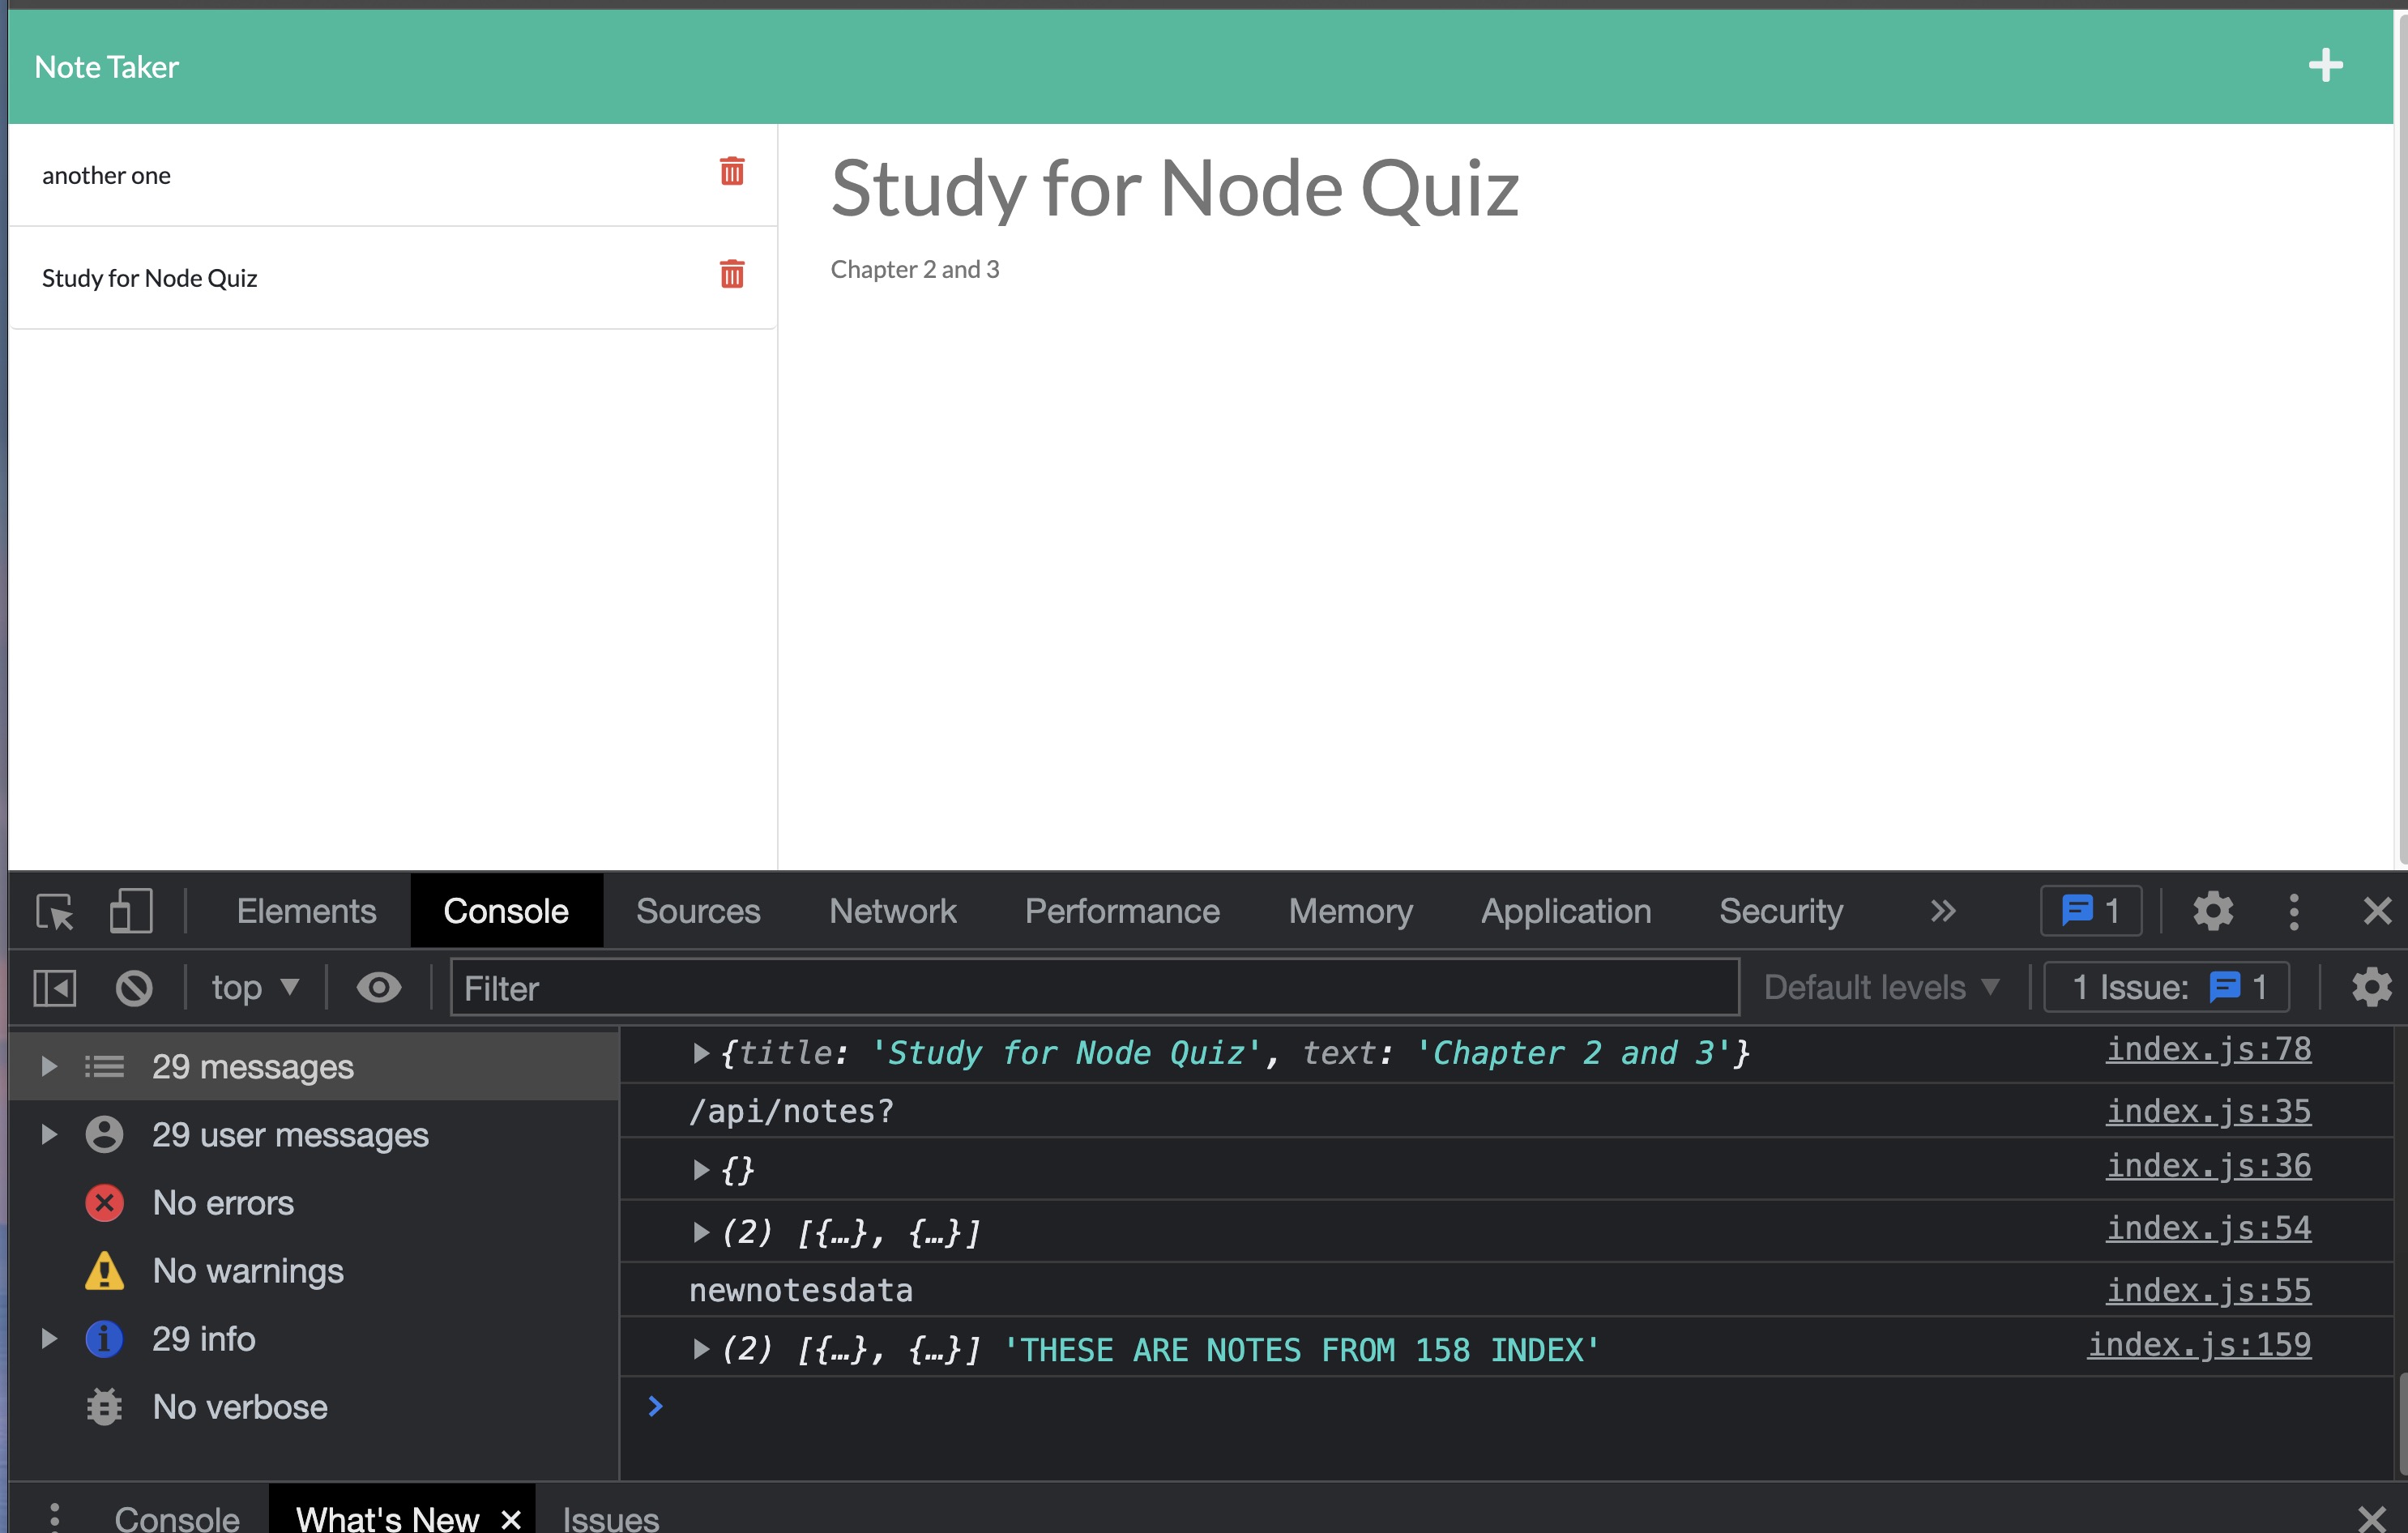 Note Taker
another one
Study for Node Quiz
Study for Node Quiz
Chapter 2 and 3
Elements Console Sources Network Performance Memory Application Security 1
top Filter Default levels 1 Issue: 1
29 messages
29 user messages
No errors
No warnings
29 info
No verbose
{title: 'Study for Node Quiz', text: 'Chapter 2 and 3'} index.js:78
/api/notes? index.js:35
{} index.js:36
(2) [{…}, {…}] index.js:54
newnotesdata index.js:55
(2) [{…}, {…}] 'THESE ARE NOTES FROM 158 INDEX' index.js:159
Console What's New Issues